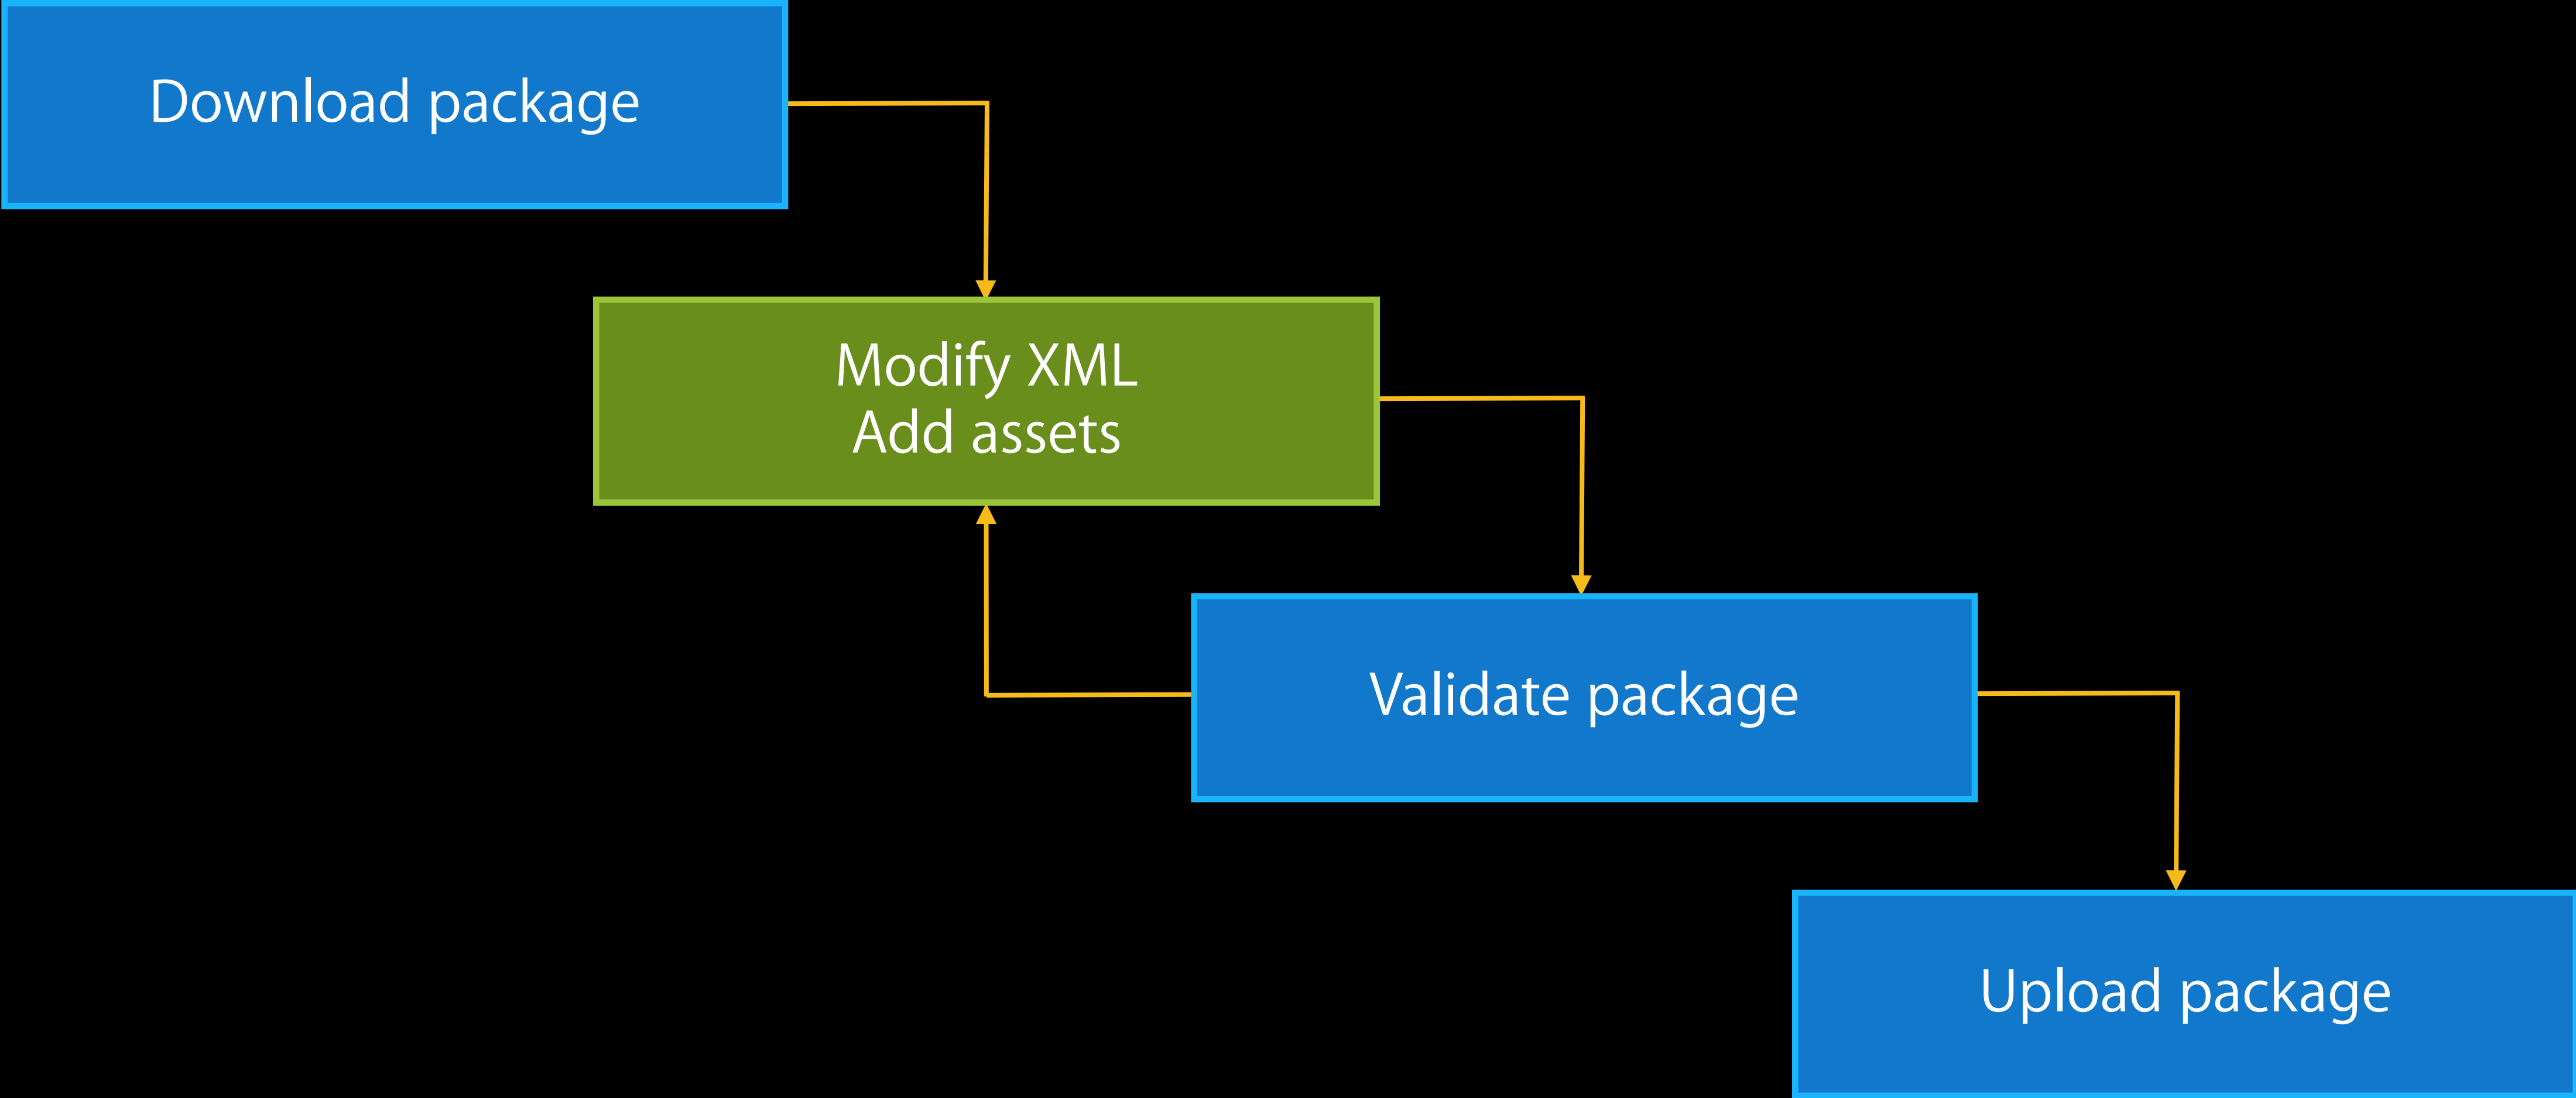 Download package
Modify XML
Add assets
Validate package
Upload package